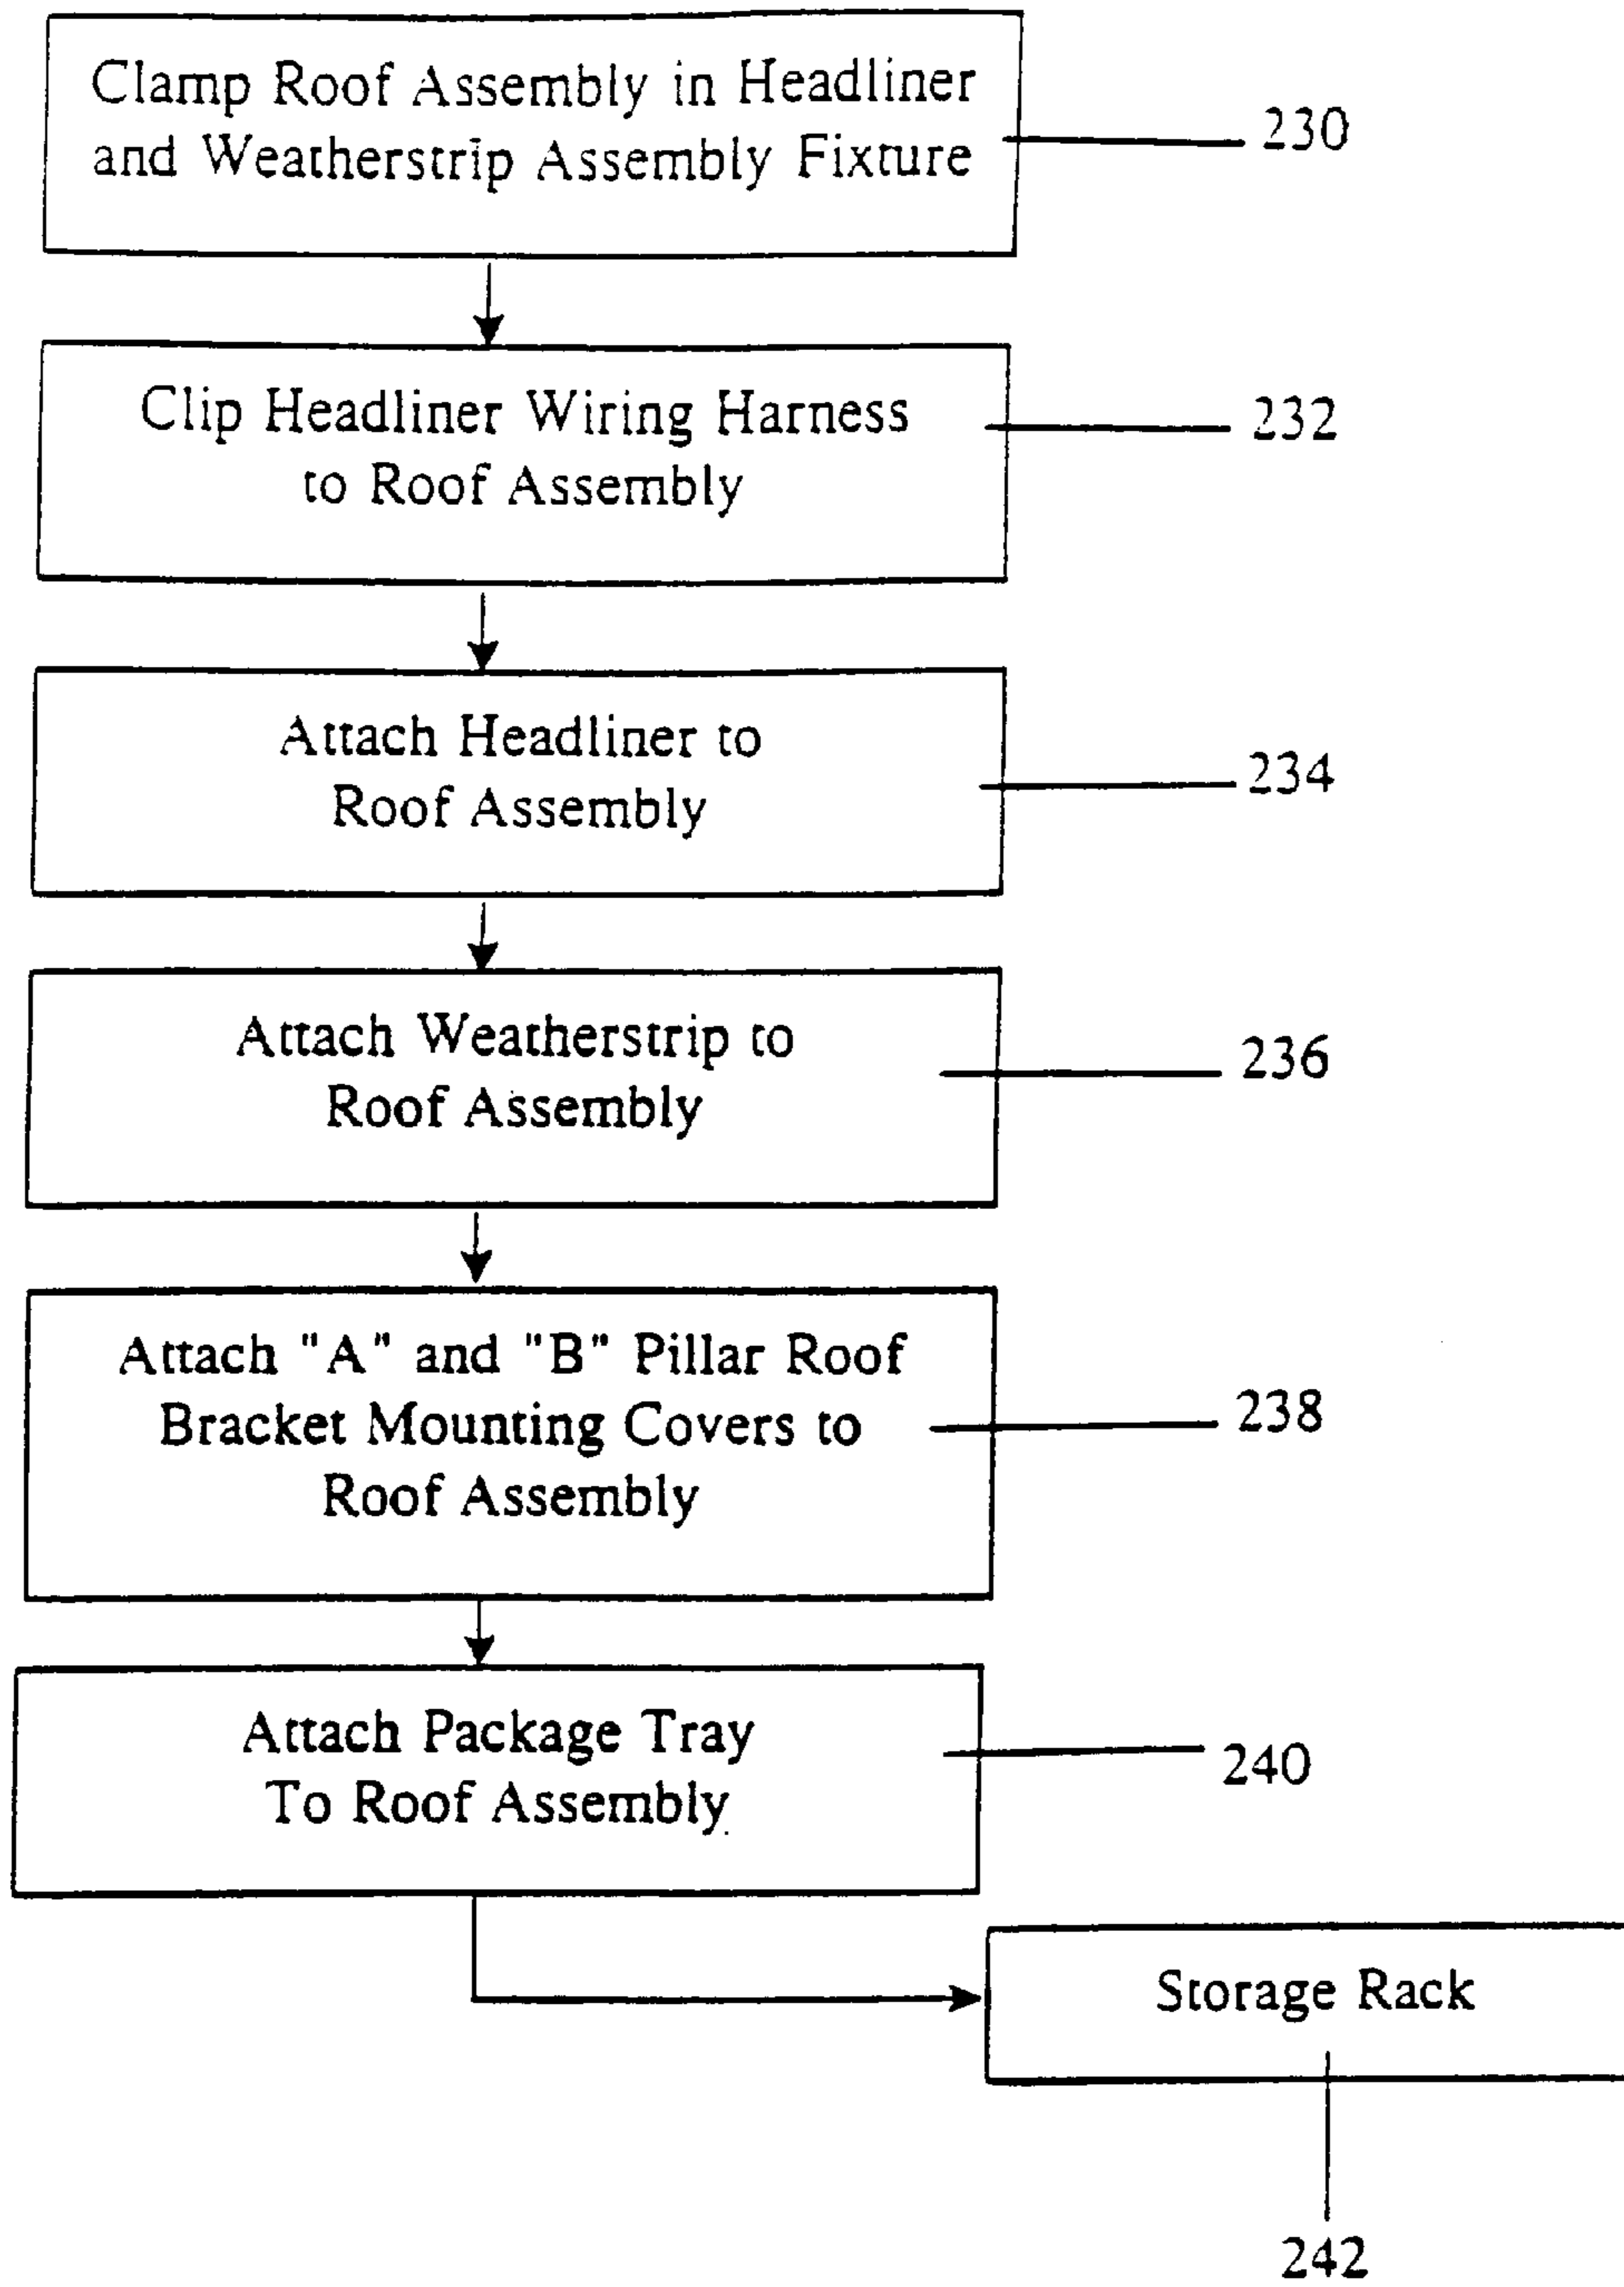 Clamp Roof Assembly in Headliner
and Weatherstrip Assembly Fixture
230
Clip Headliner Wiring Harness
to Roof Assembly
232
Attach Headliner to
Roof Assembly
234
Attach Weatherstrip to
Roof Assembly
236
Attach "A" and "B" Pillar Roof
Bracket Mounting Covers to
Roof Assembly
238
Attach Package Tray
To Roof Assembly
240
Storage Rack
242